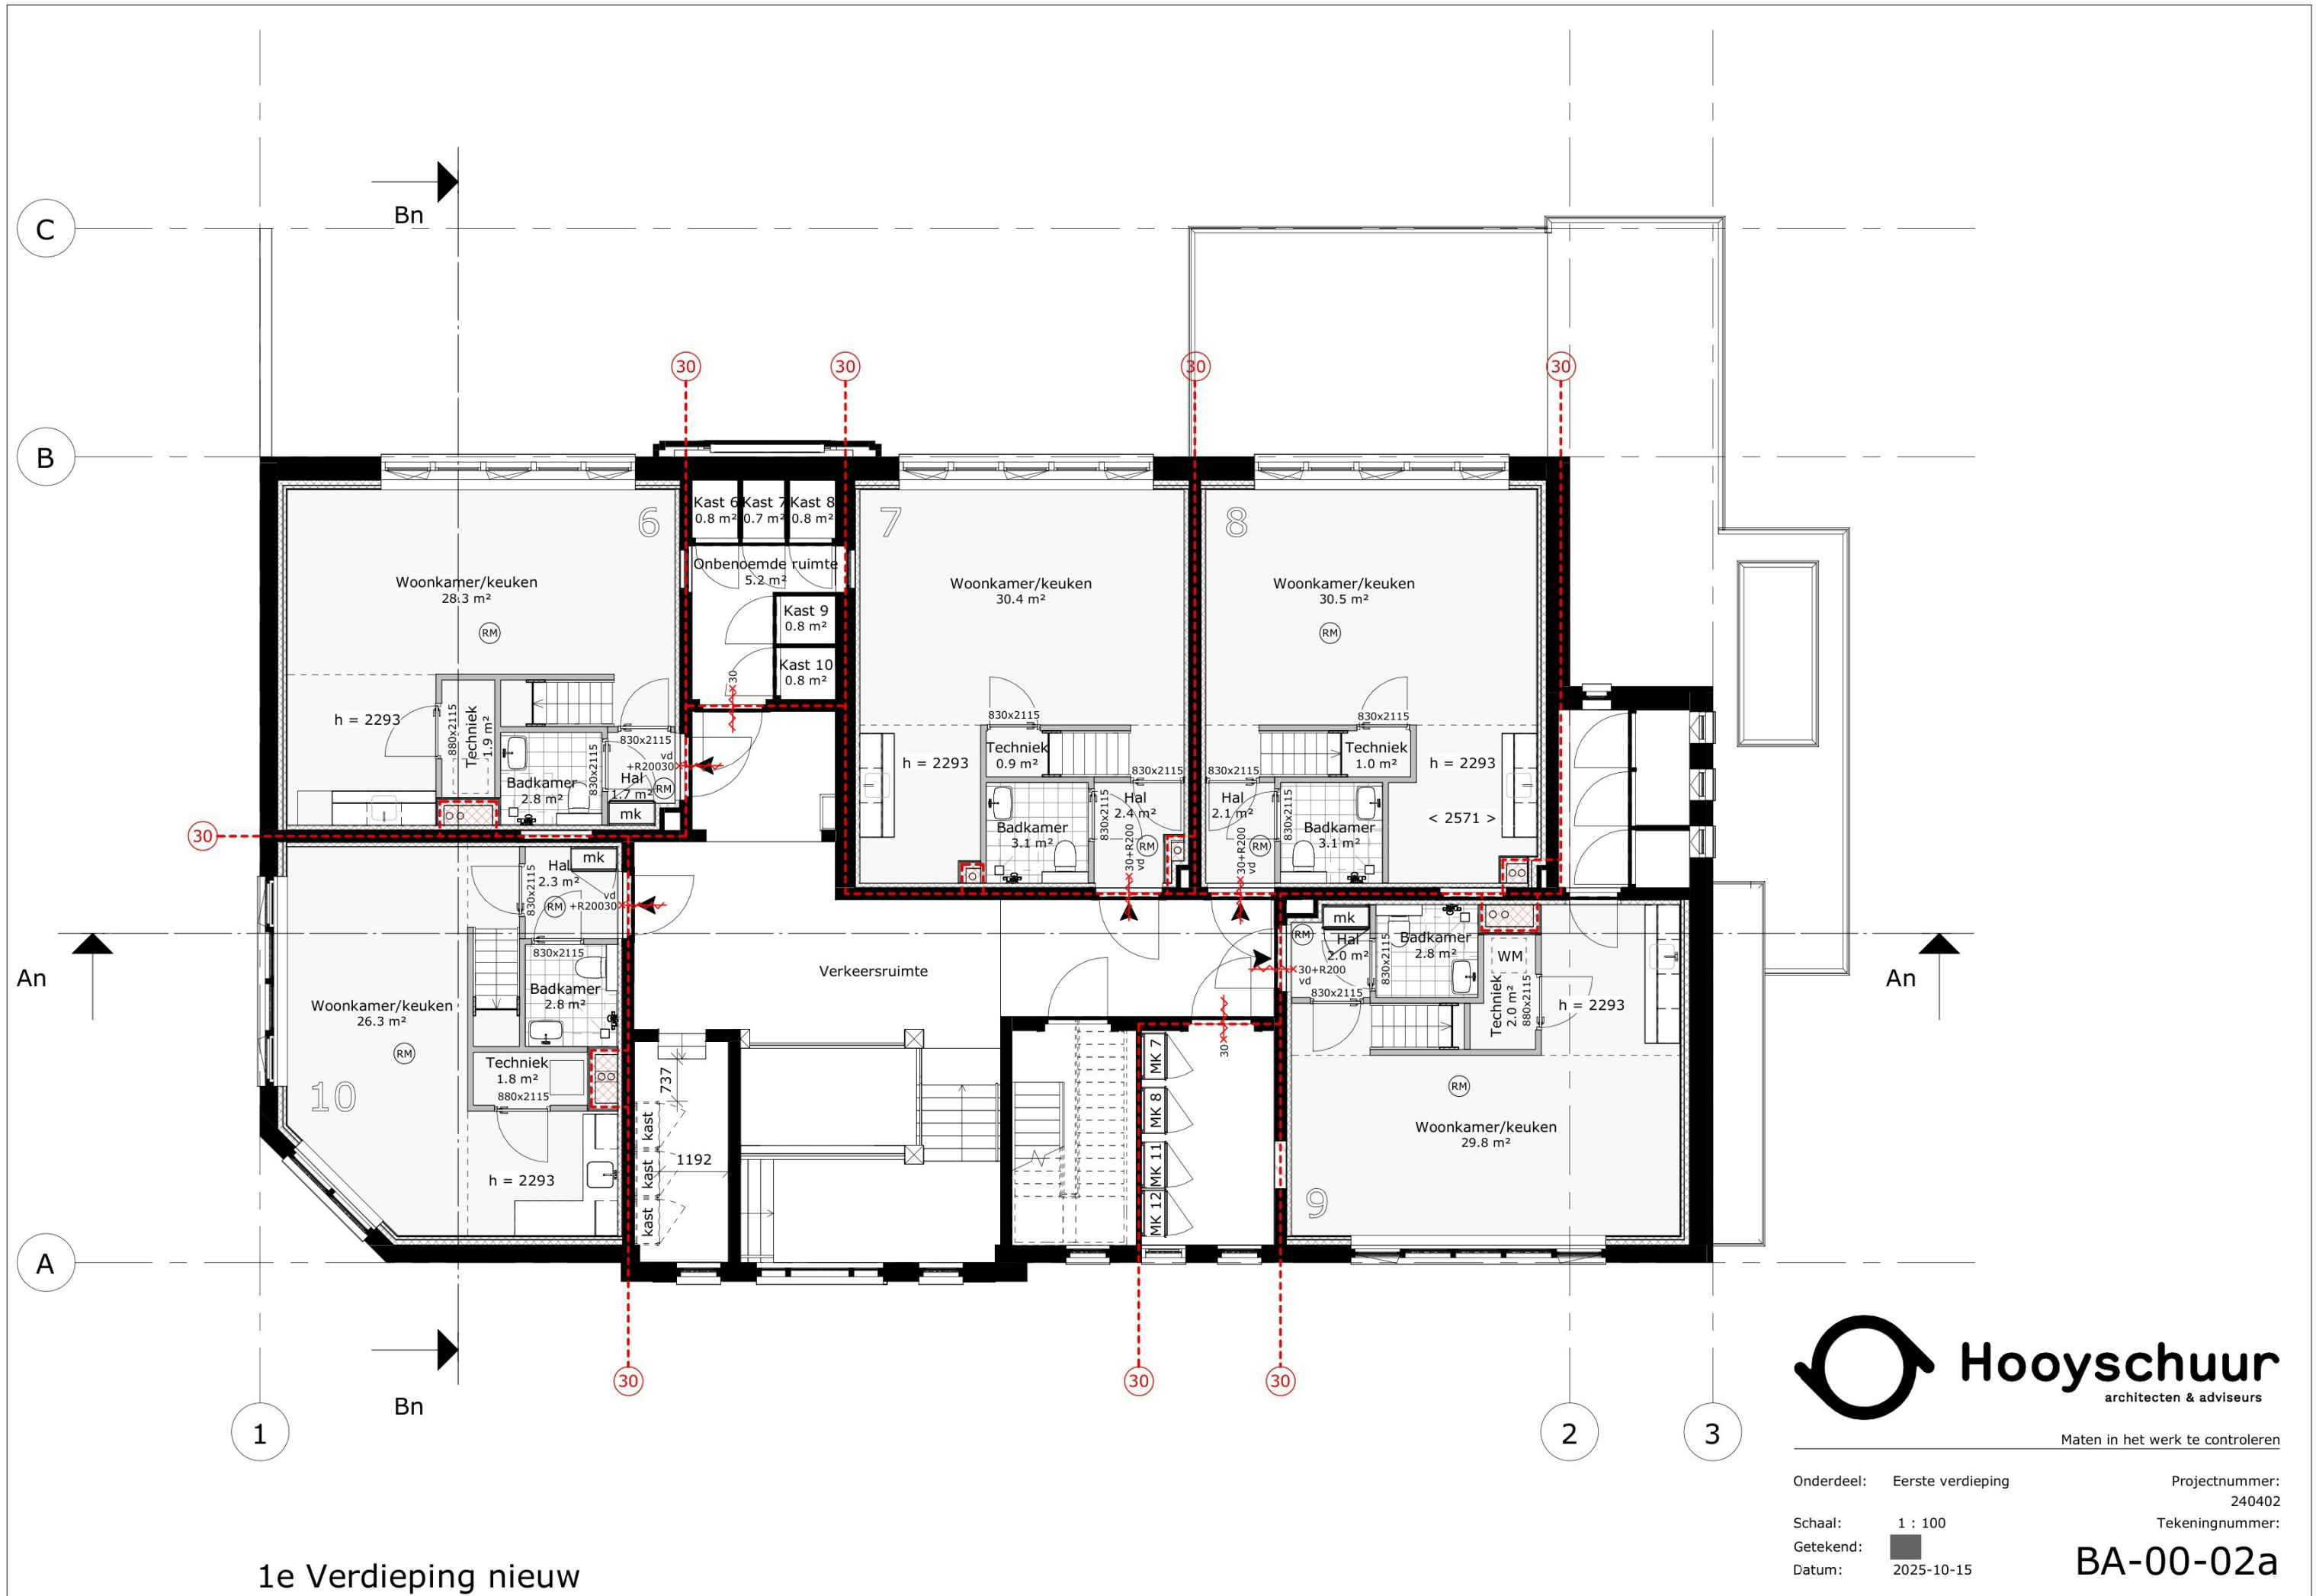 Bn
C
30
30
30
30
B
6
Kast 6
0.8 m²
Kast 7
0.7 m²
Kast 8
0.8 m²
7
8
Onbenoemde ruimte
5.2 m²
Woonkamer/keuken
28.3 m²
RM
Kast 9
0.8 m²
Kast 10
0.8 m²
30
Woonkamer/keuken
30.4 m²
Woonkamer/keuken
30.5 m²
RM
h = 2293
880x2115
Techniek
1.9 m²
Badkamer
2.8 m²
830x2115
830x2115
vd
+R20030
Hal
1.7 m²
RM
mk
830x2115
Techniek
0.9 m²
h = 2293
830x2115
Badkamer
3.1 m²
830x2115
Hal
2.4 m²
30+R200
vd
RM
830x2115
Techniek
1.0 m²
h = 2293
< 2571 >
830x2115
Hal
2.1 m²
830x2115
Badkamer
3.1 m²
30+R200
vd
RM
30
mk
Hal
2.3 m²
830x2115
vd
RM
+R20030
830x2115
Badkamer
2.8 m²
An
Verkeersruimte
Woonkamer/keuken
26.3 m²
RM
Techniek
1.8 m²
880x2115
10
h = 2293
737
kast = kast = kast
1192
RM
mk
Hal
2.0 m²
830x2115
Badkamer
2.8 m²
30+R200
vd
830x2115
WM
Techniek
2.0 m²
880x2115
h = 2293
An
30
MK 7
MK 8
MK 11
MK 12
RM
Woonkamer/keuken
29.8 m²
9
A
30
30
30
Bn
1
2
3
Hooyschuur
architecten & adviseurs
Maten in het werk te controleren
Onderdeel: Eerste verdieping
Projectnummer:
240402
Schaal: 1 : 100
Tekeningnummer:
Getekend:
Datum: 2025-10-15
BA-00-02a
1e Verdieping nieuw